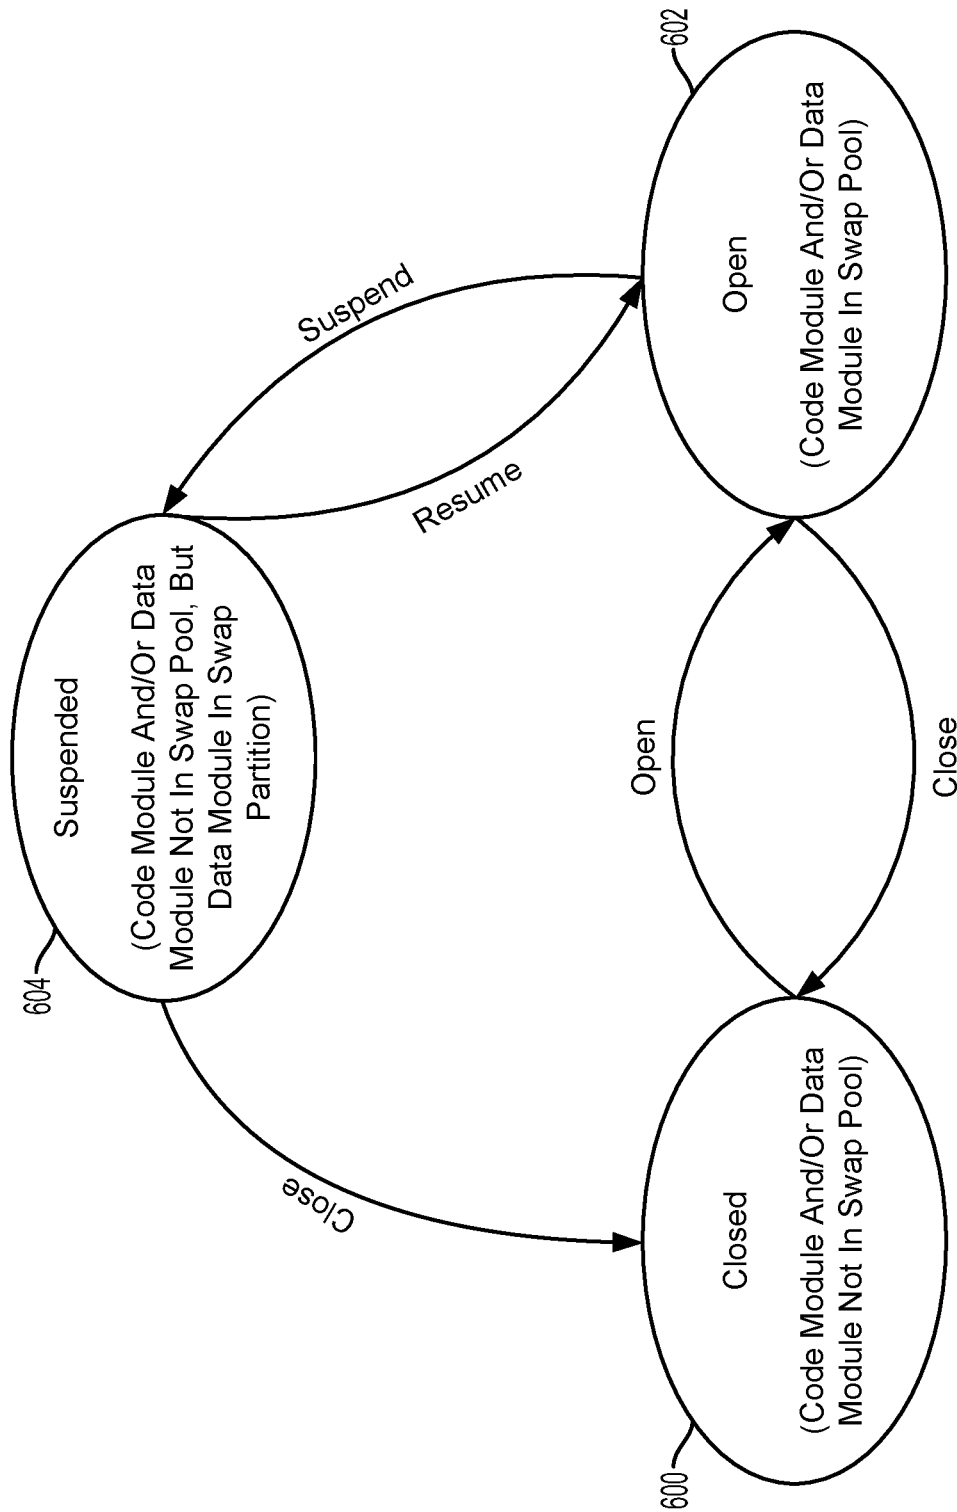 604
Suspended
(Code Module And/Or Data
Module Not In Swap Pool, But
Data Module In Swap
Partition)
Close
Suspend
Resume
Open
Close
600
Closed
(Code Module And/Or Data
Module Not In Swap Pool)
602
Open
(Code Module And/Or Data
Module In Swap Pool)